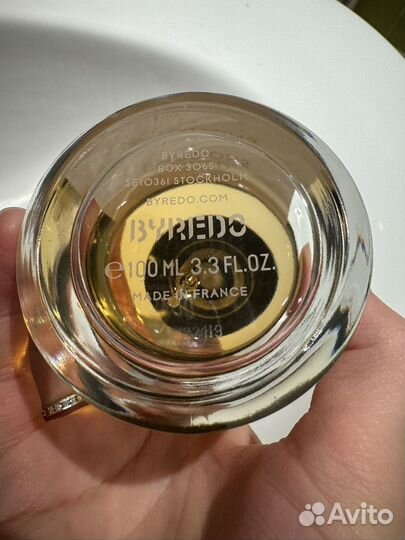 BYREDO
BOX 3065
SE10361 STOCKHOLM
BYREDO.COM
BYREDO
℮100 ML 3.3 FL.OZ.
MADE IN FRANCE
Avito